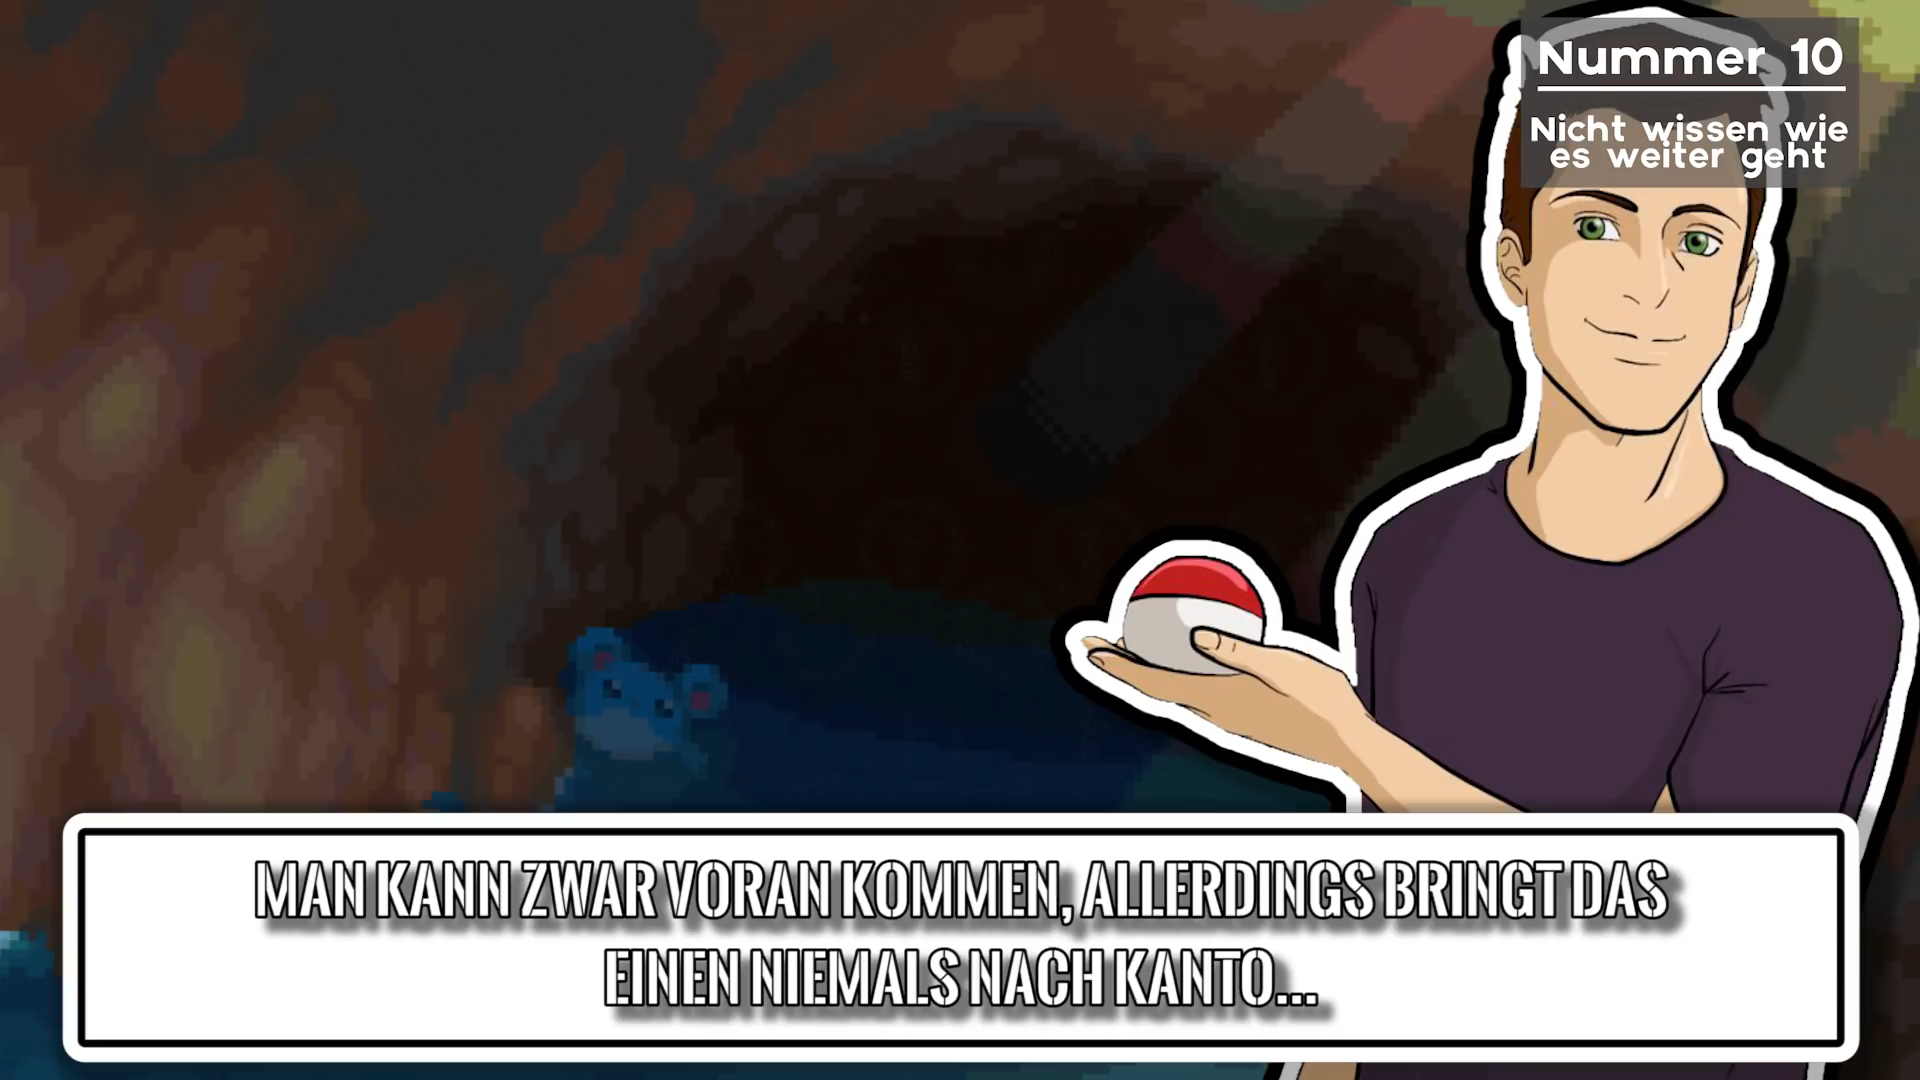 Nummer 10
Nicht wissen wie
es weiter geht
MAN KANN ZWAR VORAN KOMMEN, ALLERDINGS BRINGT DAS
EINEN NIEMALS NACH KANTO...